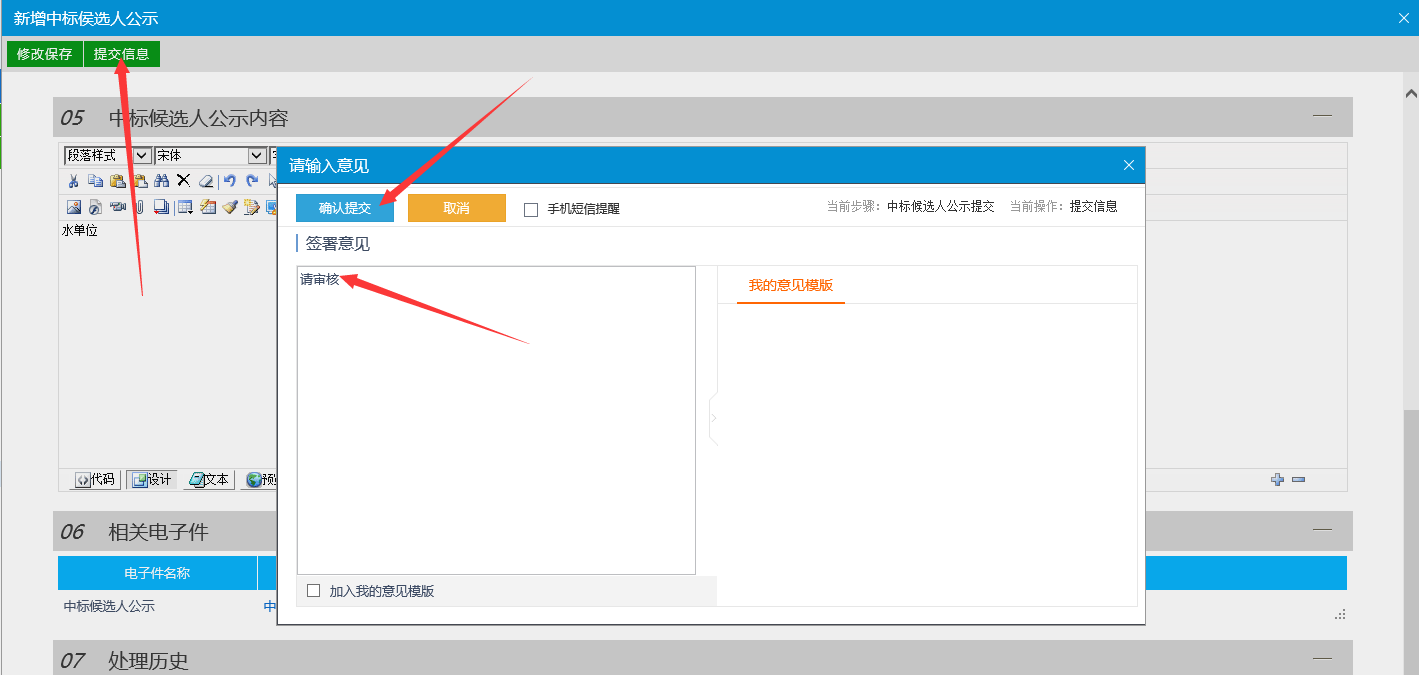 新增中标侯选人公示
修改保存 提交信息
05 中标候选人公示内容
段落样式 宋体
请输入意见
确认提交 取消 手机短信提醒 当前步骤: 中标候选人公示提交 当前操作: 提交信息
水单位
签署意见
请审核
我的意见模版
代码 设计 文本
06 相关电子件
电子件名称
加入我的意见模版
中标候选人公示 中
07 处理历史